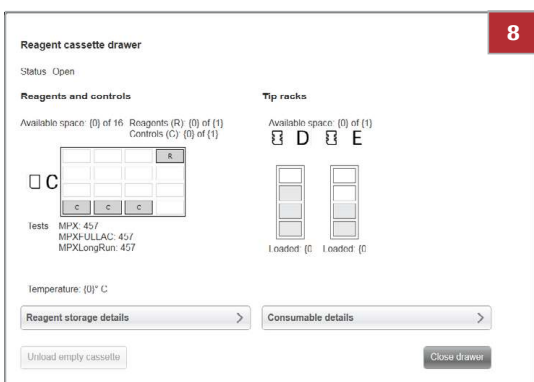 8
Reagent cassette drawer
Status Open
Reagents and controls
Available space: {0} of 16 Reagents (R): {0} of {1}
Controls (C): {0} of {1}
C
R
C C C
Tests MPX: 457
MPXFULLAC: 457
MPXLongRun: 457
Temperature: {0}° C
Reagent storage details
Unload empty cassette
Tip racks
Available space: {0} of {1}
D E
Loaded: {0 Loaded: {0
Consumable details
Close drawer